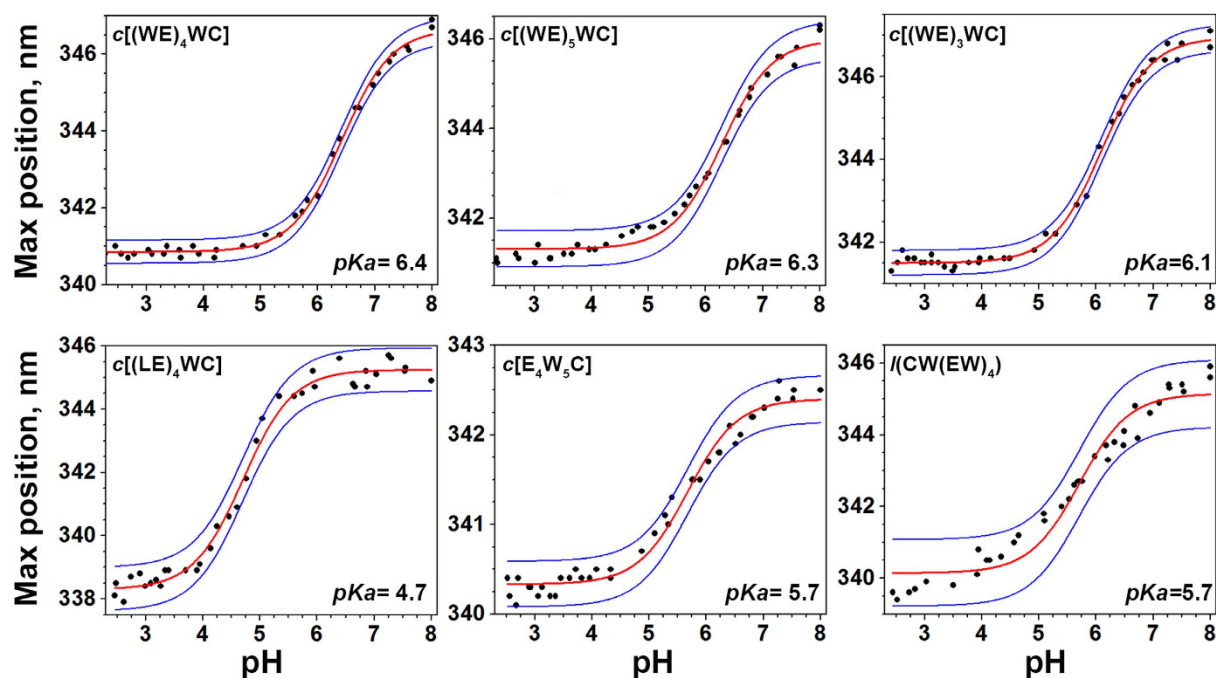 Max position, nm
346
344
342
340
c[(WE)₄WC]
pKa = 6.4
3 4 5 6 7 8
346
344
342
c[(WE)₅WC]
pKa = 6.3
3 4 5 6 7 8
346
344
342
c[(WE)₃WC]
pKa = 6.1
3 4 5 6 7 8
Max position, nm
346
344
342
340
338
c[(LE)₄WC]
pKa = 4.7
3 4 5 6 7 8
pH
343
342
341
340
c[E₄W₅C]
pKa = 5.7
3 4 5 6 7 8
pH
346
344
342
340
l(CW(EW)₄)
pKa=5.7
3 4 5 6 7 8
pH